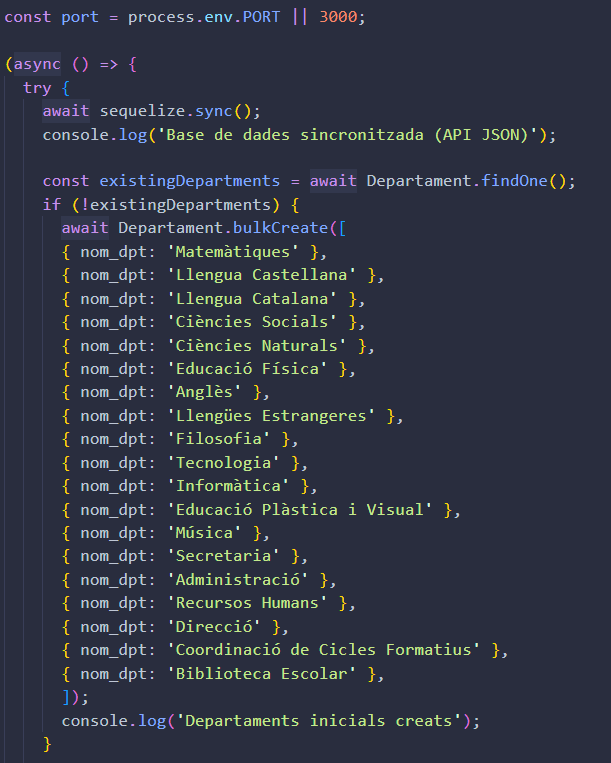 const port = process.env.PORT || 3000;
(async () => {
try {
await sequelize.sync();
console.log('Base de dades sincronitzada (API JSON)');
const existingDepartments = await Departament.findOne();
if (!existingDepartments) {
await Departament.bulkCreate([
{ nom_dpt: 'Matemàtiques' },
{ nom_dpt: 'Llengua Castellana' },
{ nom_dpt: 'Llengua Catalana' },
{ nom_dpt: 'Ciències Socials' },
{ nom_dpt: 'Ciències Naturals' },
{ nom_dpt: 'Educació Física' },
{ nom_dpt: 'Anglès' },
{ nom_dpt: 'Llengües Estrangeres' },
{ nom_dpt: 'Filosofia' },
{ nom_dpt: 'Tecnologia' },
{ nom_dpt: 'Informàtica' },
{ nom_dpt: 'Educació Plàstica i Visual' },
{ nom_dpt: 'Música' },
{ nom_dpt: 'Secretaria' },
{ nom_dpt: 'Administració' },
{ nom_dpt: 'Recursos Humans' },
{ nom_dpt: 'Direcció' },
{ nom_dpt: 'Coordinació de Cicles Formatius' },
{ nom_dpt: 'Biblioteca Escolar' },
]);
console.log('Departaments inicials creats');
}